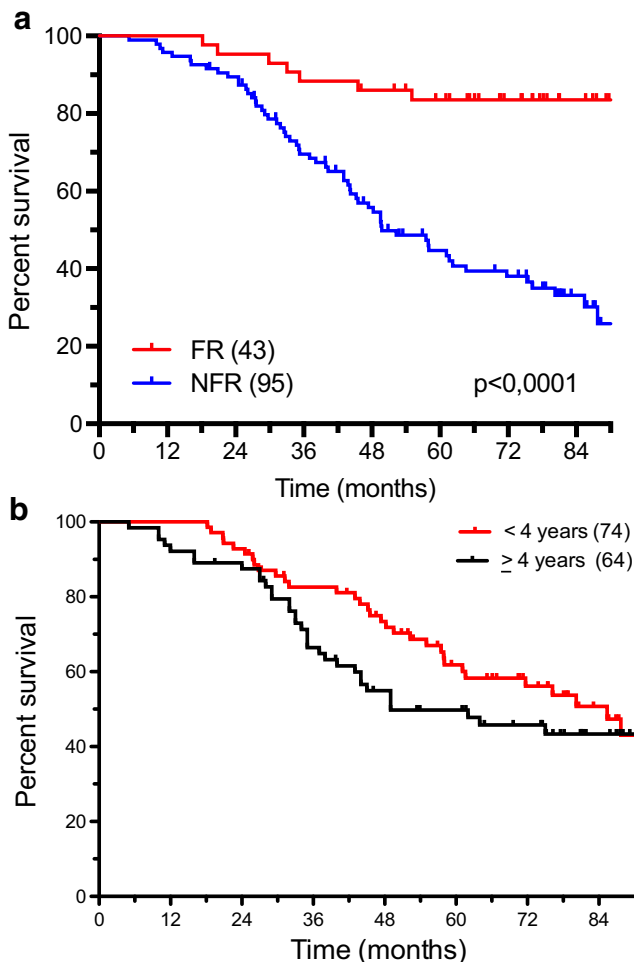 a
100
80
60
40
20
0
Percent survival
FR (43)
NFR (95)
p<0,0001
0 12 24 36 48 60 72 84
Time (months)
b
100
80
60
40
20
0
Percent survival
< 4 years (74)
≥ 4 years (64)
0 12 24 36 48 60 72 84
Time (months)